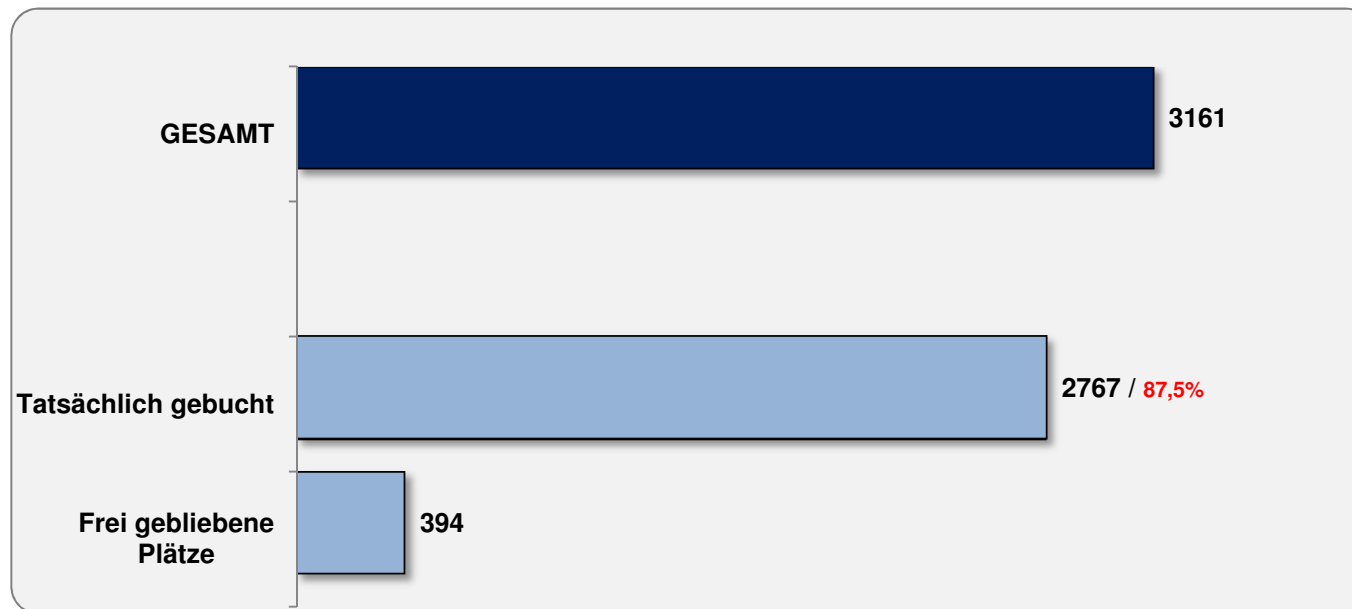 GESAMT
3161
Tatsächlich gebucht
2767 / 87,5%
Frei gebliebene
Plätze
394